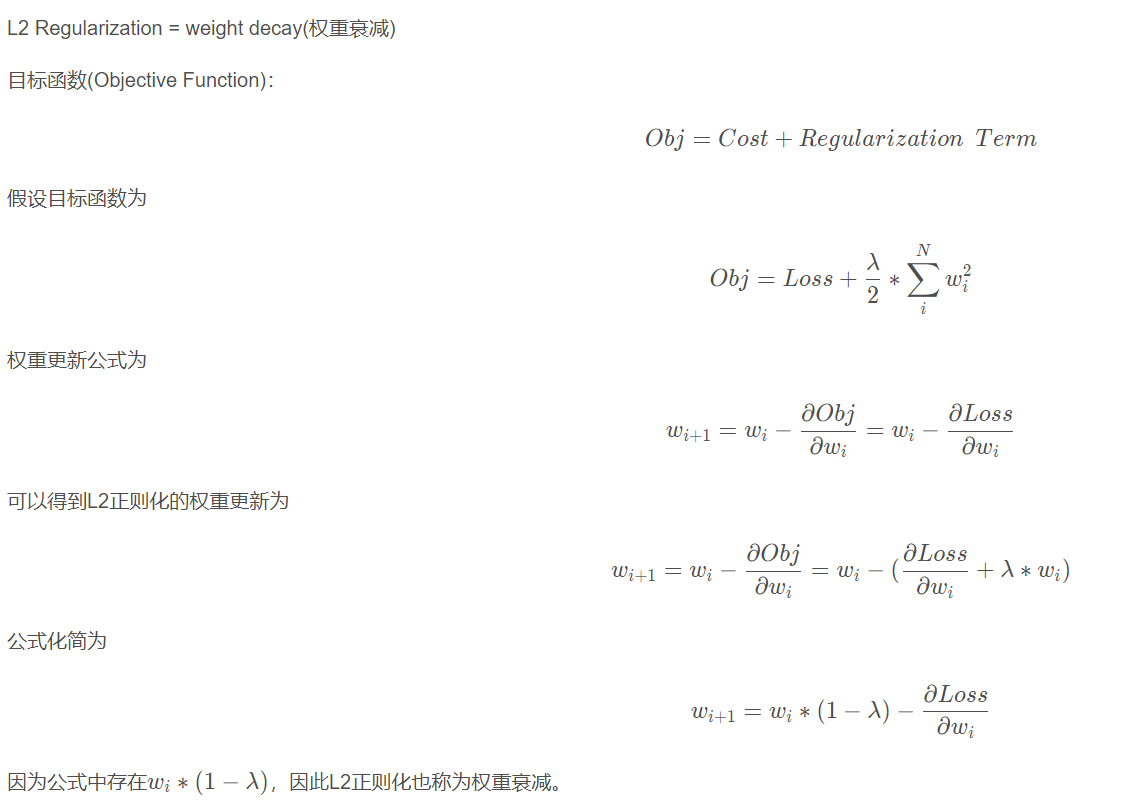 L2 Regularization = weight decay(权重衰减)
目标函数(Objective Function)：
$Obj = Cost + Regularization \ \ Term$
假设目标函数为
$Obj = Loss + \frac{\lambda}{2} * \sum_{i}^{N} w_i^2$
权重更新公式为
$w_{i+1} = w_i - \frac{\partial Obj}{\partial w_i} = w_i - \frac{\partial Loss}{\partial w_i}$
可以得到L2正则化的权重更新为
$w_{i+1} = w_i - \frac{\partial Obj}{\partial w_i} = w_i - (\frac{\partial Loss}{\partial w_i} + \lambda * w_i)$
公式化简为
$w_{i+1} = w_i * (1 - \lambda) - \frac{\partial Loss}{\partial w_i}$
因为公式中存在$w_i * (1 - \lambda)$，因此L2正则化也称为权重衰减。